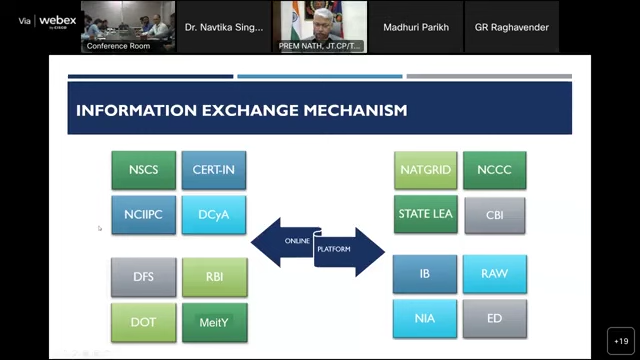 Via webex
by CISCO
Conference Room
Dr. Navtika Sing...
PREM NATH, JT.CP/T...
Madhuri Parikh
GR Raghavender
INFORMATION EXCHANGE MECHANISM
NSCS CERT-IN
NCIIPC DCyA
DFS RBI
DOT MeitY
ONLINE
PLATFORM
NATGRID NCCC
STATE LEA CBI
IB RAW
NIA ED
+19